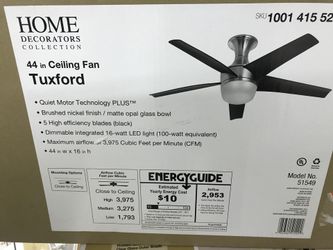 HOME
DECORATORS
COLLECTION
SKU 1001 415 52
44 in Ceiling Fan
Tuxford
• Quiet Motor Technology PLUS™
• Brushed nickel finish / matte opal glass bowl
• 5 High efficiency blades (black)
• Dimmable integrated 16-watt LED light (100-watt equivalent)
• Maximum airflow 3,975 Cubic Feet per Minute (CFM)
• 44 in w x 16 in h
Model No.
51549
Mounting Options
Close to Ceiling
Airflow Cubic
Feet per Minute
Close to Ceiling
High 3,975
Medium 3,275
Low 1,793
ENERGYGUIDE
Estimated
Yearly Energy Cost
$10
Airflow
2,953
Cubic Feet Per Minute